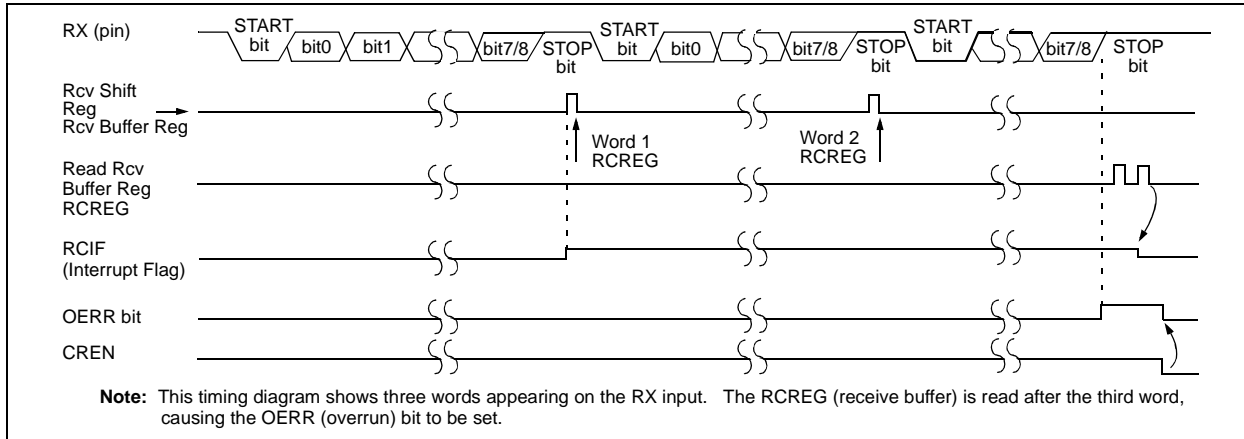 RX (pin)
START
bit
bit0
bit1
bit7/8
STOP
bit
START
bit
bit0
bit7/8
STOP
bit
START
bit
bit7/8
STOP
bit
Rcv Shift
Reg
Rcv Buffer Reg
Word 1
RCREG
Word 2
RCREG
Read Rcv
Buffer Reg
RCREG
RCIF
(Interrupt Flag)
OERR bit
CREN
Note: This timing diagram shows three words appearing on the RX input. The RCREG (receive buffer) is read after the third word,
causing the OERR (overrun) bit to be set.